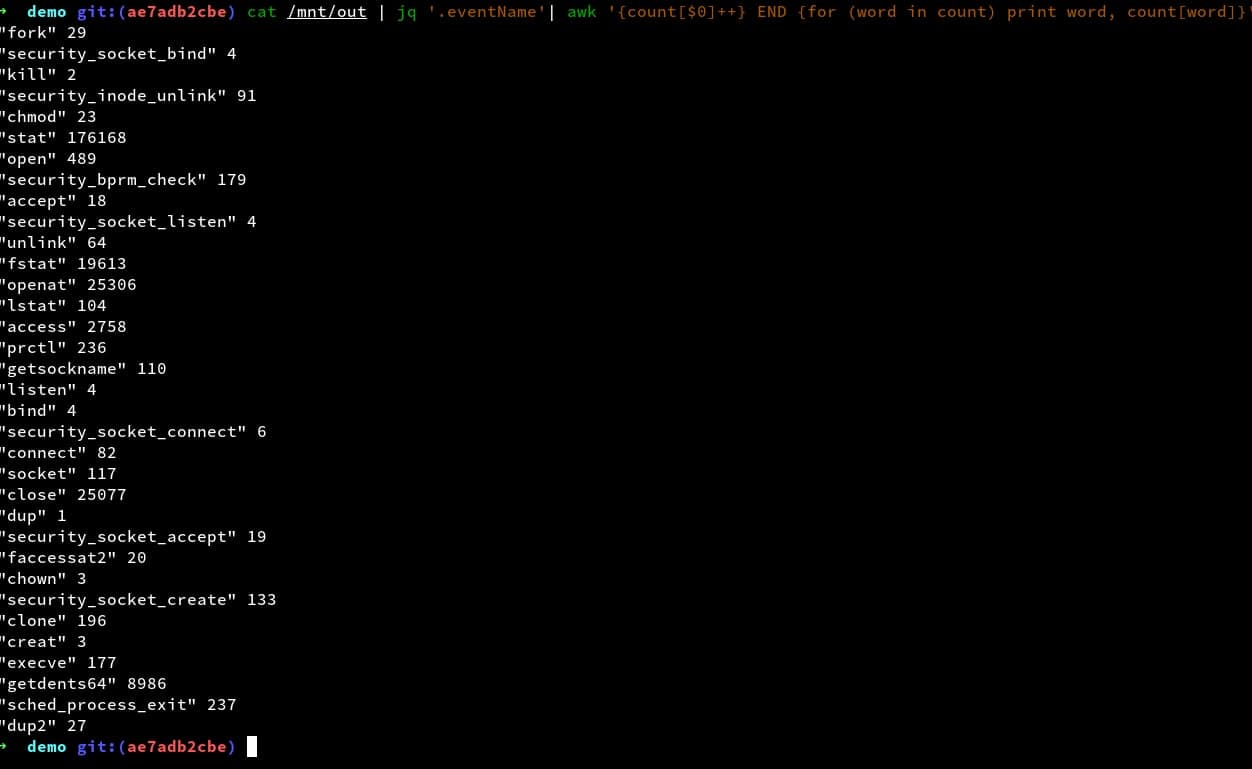 → demo git:(ae7adb2cbe) cat /mnt/out | jq '.eventName'| awk '{count[$0]++} END {for (word in count) print word, count[word]}'
"fork" 29
"security_socket_bind" 4
"kill" 2
"security_inode_unlink" 91
"chmod" 23
"stat" 176168
"open" 489
"security_bprm_check" 179
"accept" 18
"security_socket_listen" 4
"unlink" 64
"fstat" 19613
"openat" 25306
"lstat" 104
"access" 2758
"prctl" 236
"getsockname" 110
"listen" 4
"bind" 4
"security_socket_connect" 6
"connect" 82
"socket" 117
"close" 25077
"dup" 1
"security_socket_accept" 19
"faccessat2" 20
"chown" 3
"security_socket_create" 133
"clone" 196
"creat" 3
"execve" 177
"getdents64" 8986
"sched_process_exit" 237
"dup2" 27
→ demo git:(ae7adb2cbe)